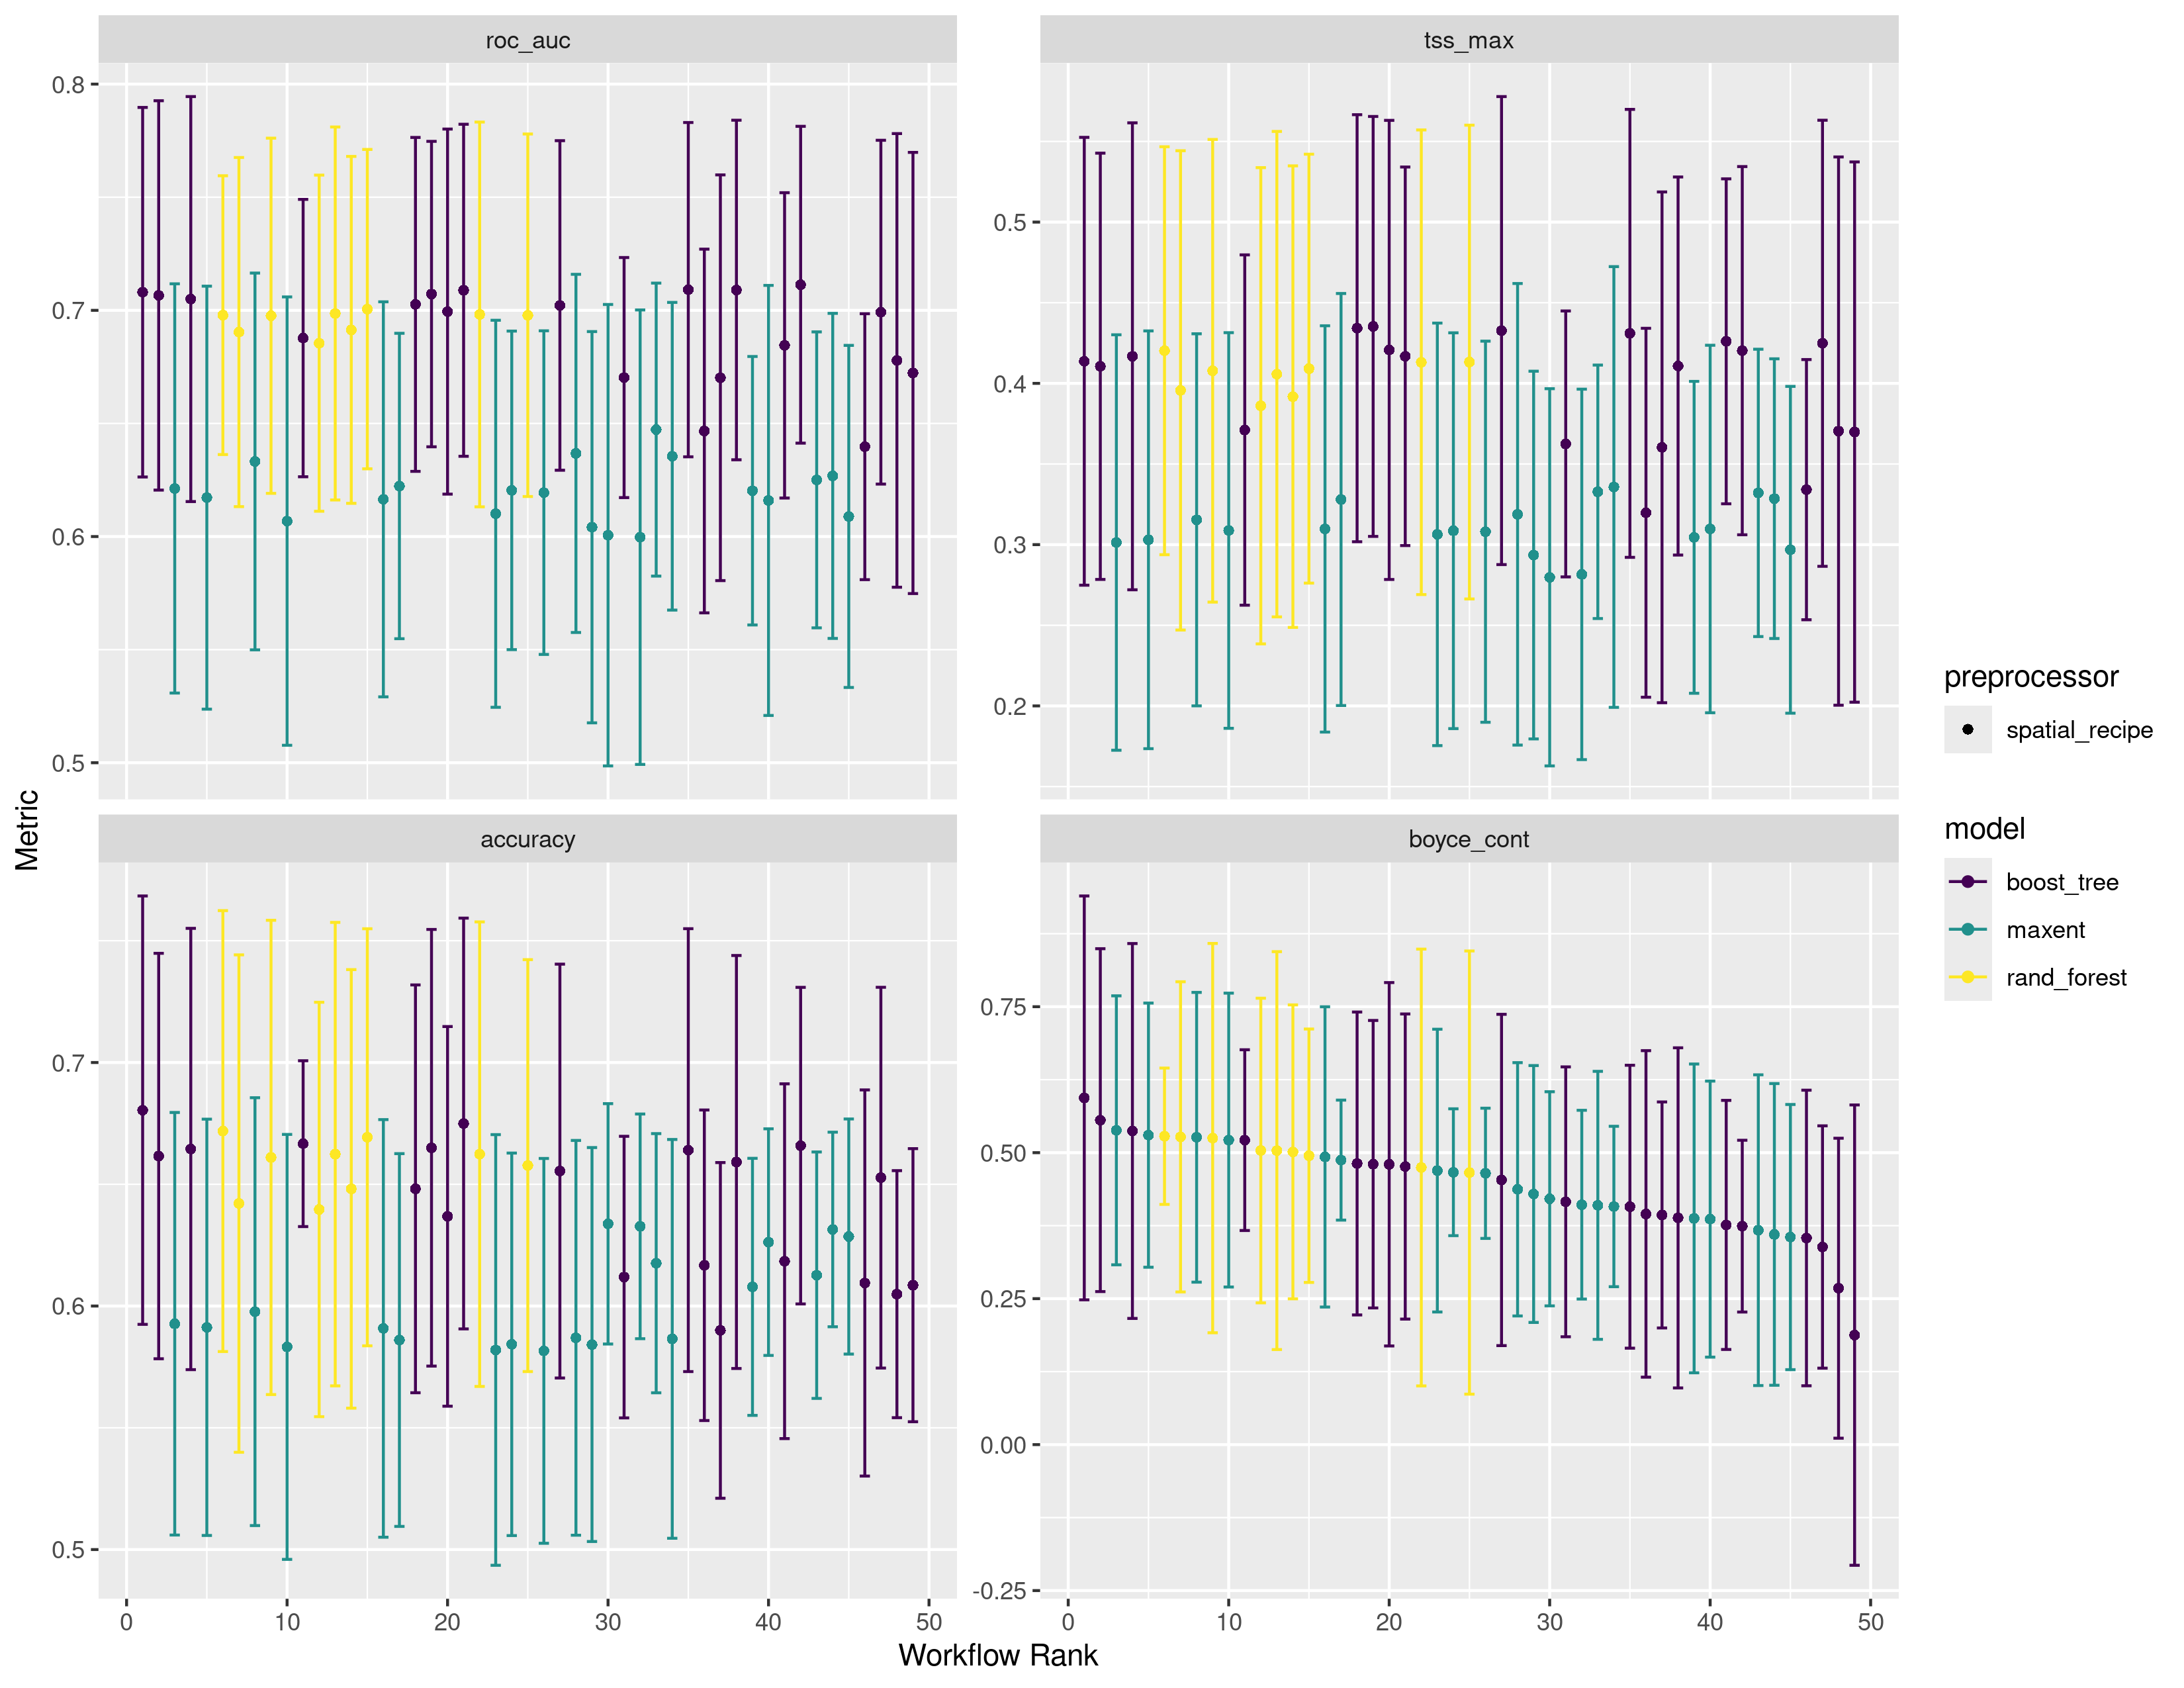 roc_auc
tss_max
0.8
0.7
0.6
0.5
0.5
0.4
0.3
0.2
Metric
accuracy
boyce_cont
0.7
0.6
0.5
0.75
0.50
0.25
0.00
-0.25
0 10 20 30 40 50
0 10 20 30 40 50
Workflow Rank
preprocessor
spatial_recipe
model
boost_tree
maxent
rand_forest